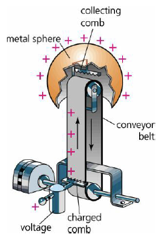 collecting
comb
metal sphere
conveyor
belt
voltage
charged
comb